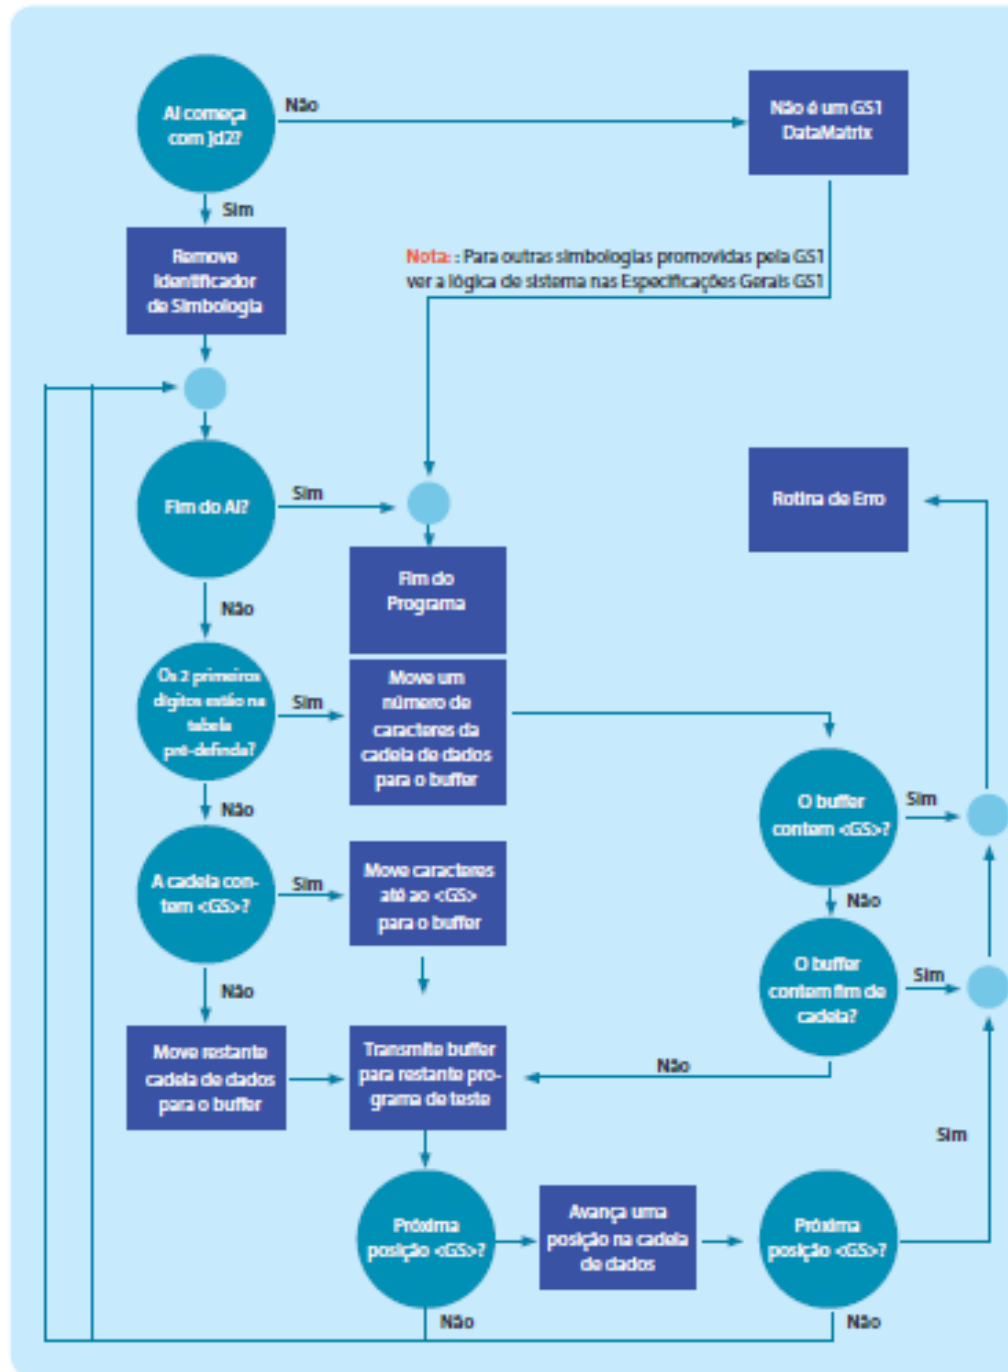 AI começa
com ]d2?
Não
Não é um GS1
DataMatrix
Sim
Remove
Identificador
de Simbologia
Nota: : Para outras simbologias promovidas pela GS1
ver a lógica de sistema nas Especificações Gerais GS1
Fim do AI?
Sim
Rotina de Erro
Não
Fim do
Programa
Os 2 primeiros
dígitos estão na
tabela
pré-definda?
Sim
Move um
número de
caracteres da
cadeia de dados
para o buffer
Não
O buffer
contem <GS>?
Sim
A cadeia con-
tem <GS>?
Sim
Move caracteres
até ao <GS>
para o buffer
Não
O buffer
contem fim de
cadeia?
Sim
Não
Move restante
cadeia de dados
para o buffer
Transmite buffer
para restante pro-
grama de teste
Não
Sim
Próxima
posição <GS>?
Avança uma
posição na cadeia
de dados
Próxima
posição <GS>?
Não
Não